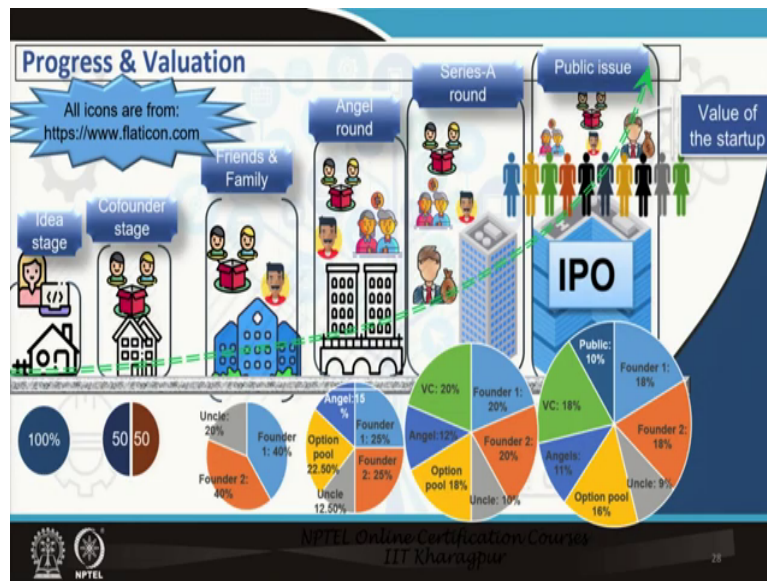 Progress & Valuation
All icons are from:
https://www.flaticon.com
Idea
stage
Cofounder
stage
Friends &
Family
Angel
round
Series-A
round
Public issue
Value of
the startup
IPO
100%
50 50
Uncle:
20%
Founder
1: 40%
Founder 2:
40%
Angel:15
%
Founder
1: 25%
Option
pool
22.50%
Founder
2: 25%
Uncle
12.50%
VC: 20%
Founder 1:
20%
Angel:12%
Founder 2:
20%
Option
pool 18%
Uncle: 10%
Public:
10%
Founder 1:
18%
VC: 18%
Founder 2:
18%
Angels:
11%
Uncle: 9%
Option pool
16%
NPTEL Online Certification Courses
IIT Kharagpur
NPTEL
28